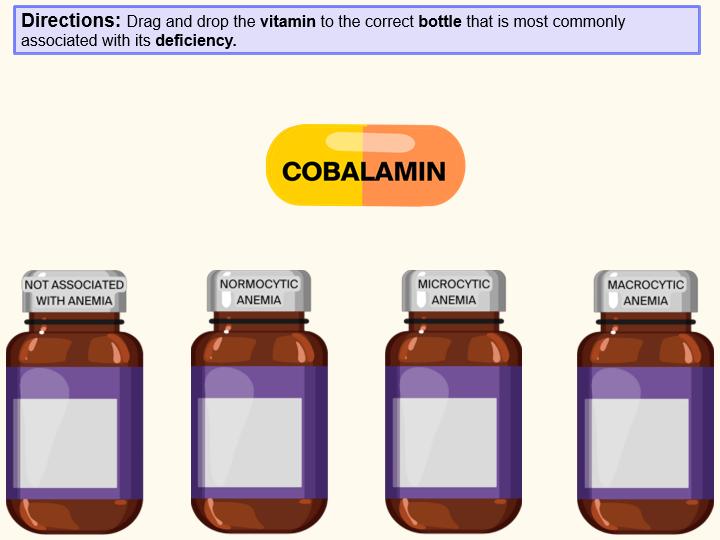 Directions: Drag and drop the vitamin to the correct bottle that is most commonly
associated with its deficiency.
COBALAMIN
NOT ASSOCIATED
WITH ANEMIA
NORMOCYTIC
ANEMIA
MICROCYTIC
ANEMIA
MACROCYTIC
ANEMIA